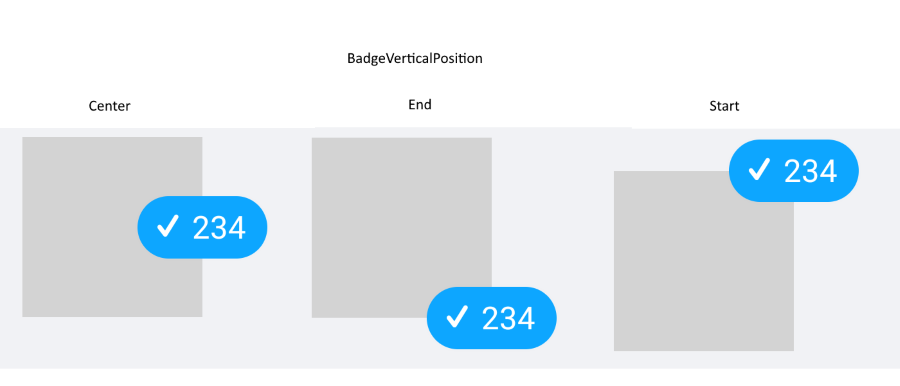 BadgeVerticalPosition
Center
End
Start
✓ 234
✓ 234
✓ 234